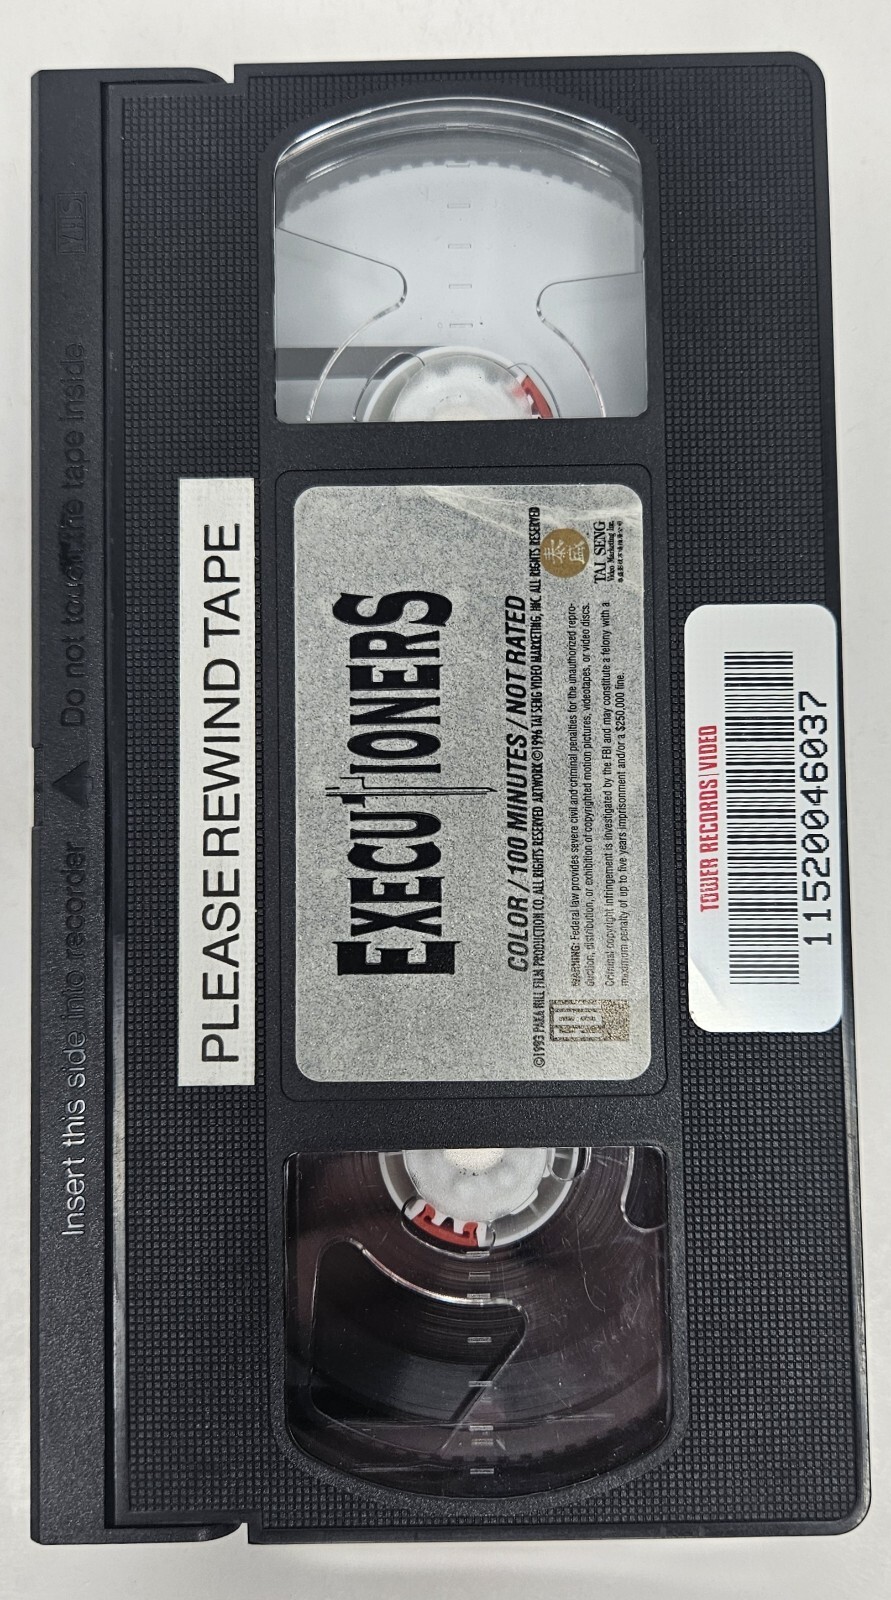 VHS
Insert this side into recorder ▲ Do not touch the tape inside
PLEASE REWIND TAPE
EXECUTIONERS
COLOR / 100 MINUTES / NOT RATED
©1993 PAKA HILL FILM PRODUCTION CO. ALL RIGHTS RESERVED ARTWORK ©1996 TAI SENG VIDEO MARKETING, INC. ALL RIGHTS RESERVED
WARNING: Federal law provides severe civil and criminal penalties for the unauthorized repro-
duction, distribution, or exhibition of copyrighted motion pictures, videotapes, or video discs.
Criminal copyright infringement is investigated by the FBI and may constitute a felony with a
maximum penalty of up to five years imprisonment and/or a $250,000 fine.
泰盛
TAI SENG
Video Marketing Inc.
TOWER RECORDS | VIDEO
11520046037